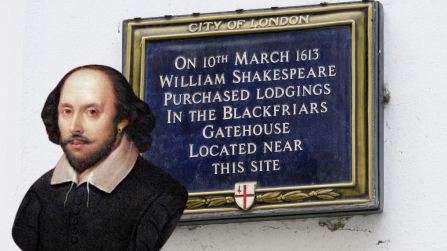 CITY OF LONDON
ON 10TH MARCH 1613
WILLIAM SHAKESPEARE
PURCHASED LODGINGS
IN THE BLACKFRIARS
GATEHOUSE
LOCATED NEAR
THIS SITE